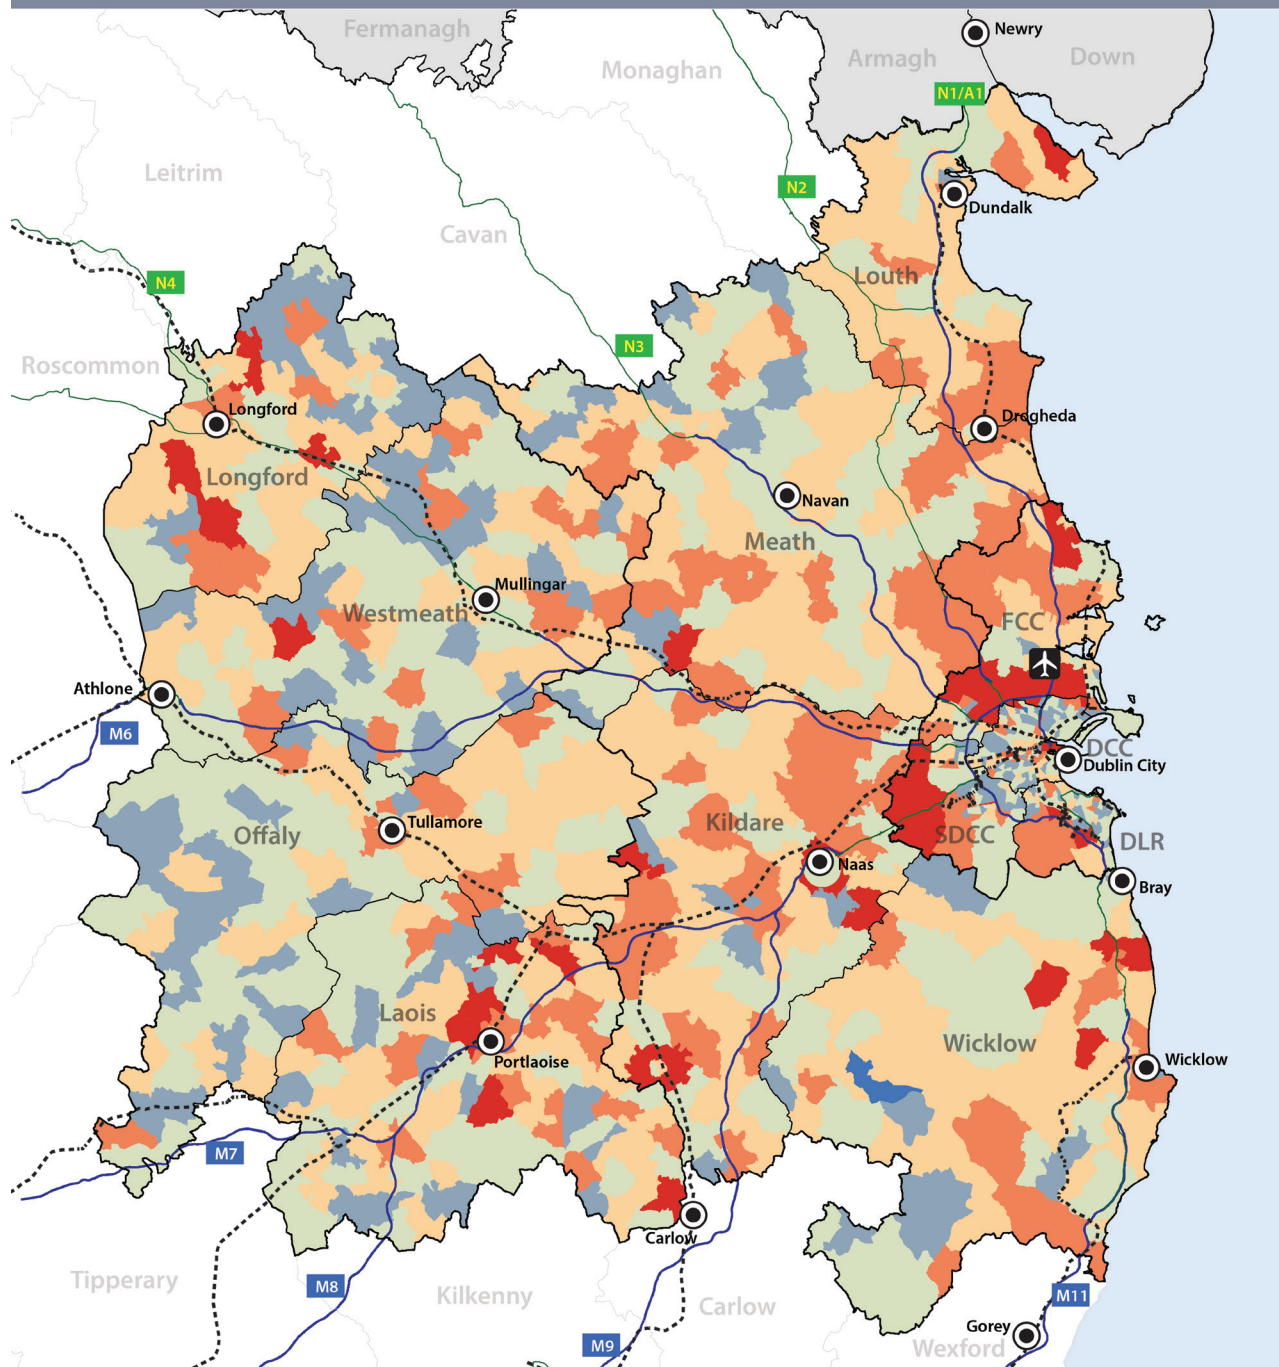 Fermanagh
Newry
Armagh
Down
Monaghan
N1/A1
Leitrim
N2
Dundalk
Cavan
Louth
N4
N3
Roscommon
Longford
Drogheda
Longford
Navan
Meath
Mullingar
Westmeath
FCC
Athlone
M6
DCC
Dublin City
Tullamore
Offaly
Kildare
SDCC
DLR
Naas
Bray
Laois
Portlaoise
Wicklow
Wicklow
M7
Carlow
Tipperary
M8
Kilkenny
Carlow
M11
Gorey
Wexford
M9